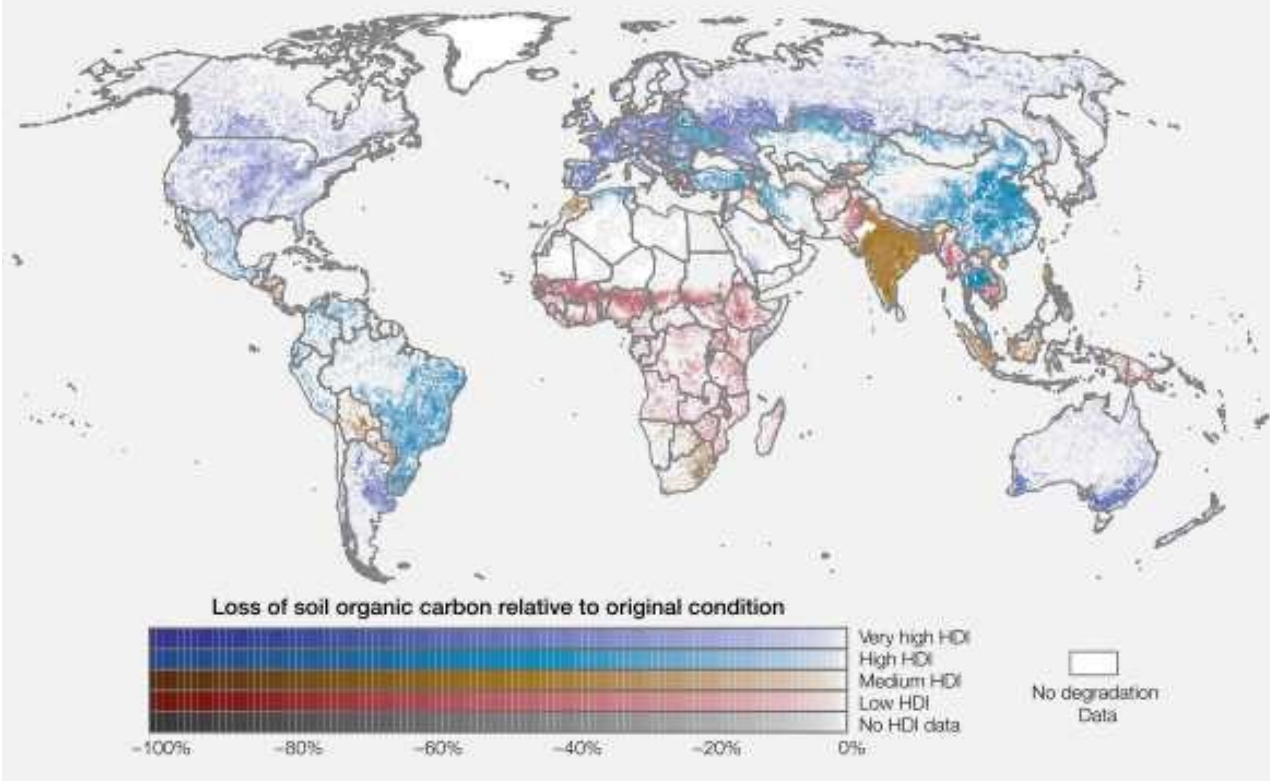 Loss of soil organic carbon relative to original condition
Very high HDI
High HDI
Medium HDI
Low HDI
No HDI data
−100%
−80%
−60%
−40%
−20%
0%
No degradation
Data